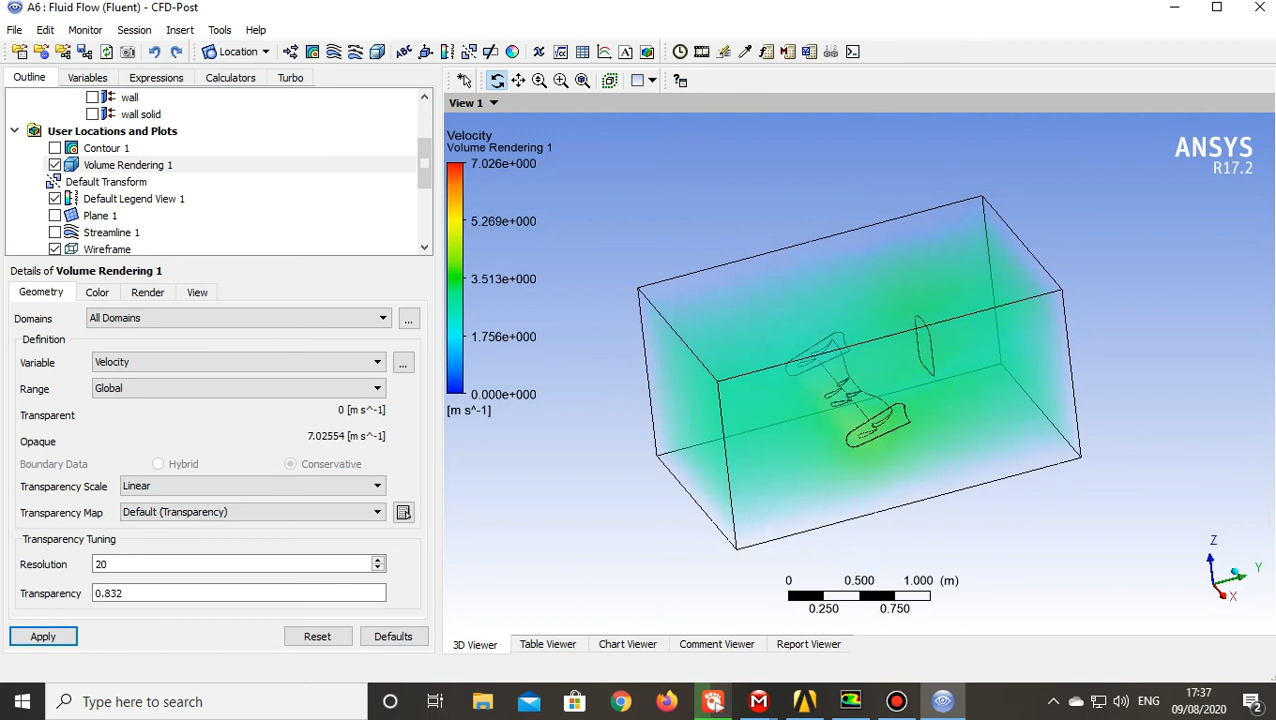 A6 : Fluid Flow (Fluent) - CFD-Post
File Edit Monitor Session Insert Tools Help
Location
Outline Variables Expressions Calculators Turbo
wall
wall solid
User Locations and Plots
Contour 1
Volume Rendering 1
Default Transform
Default Legend View 1
Plane 1
Streamline 1
Wireframe
Details of Volume Rendering 1
Geometry Color Render View
Domains All Domains ...
Definition
Variable Velocity ...
Range Global
Transparent 0 [m s^-1]
Opaque 7.02554 [m s^-1]
Boundary Data Hybrid Conservative
Transparency Scale Linear
Transparency Map Default (Transparency)
Transparency Tuning
Resolution 20
Transparency 0.832
Apply Reset Defaults
View 1
Velocity
Volume Rendering 1
7.026e+000
5.269e+000
3.513e+000
1.756e+000
0.000e+000
[m s^-1]
ANSYS
R17.2
0 0.500 1.000 (m)
0.250 0.750
Z
Y
X
3D Viewer Table Viewer Chart Viewer Comment Viewer Report Viewer
Type here to search
ENG
17:37
09/08/2020
2